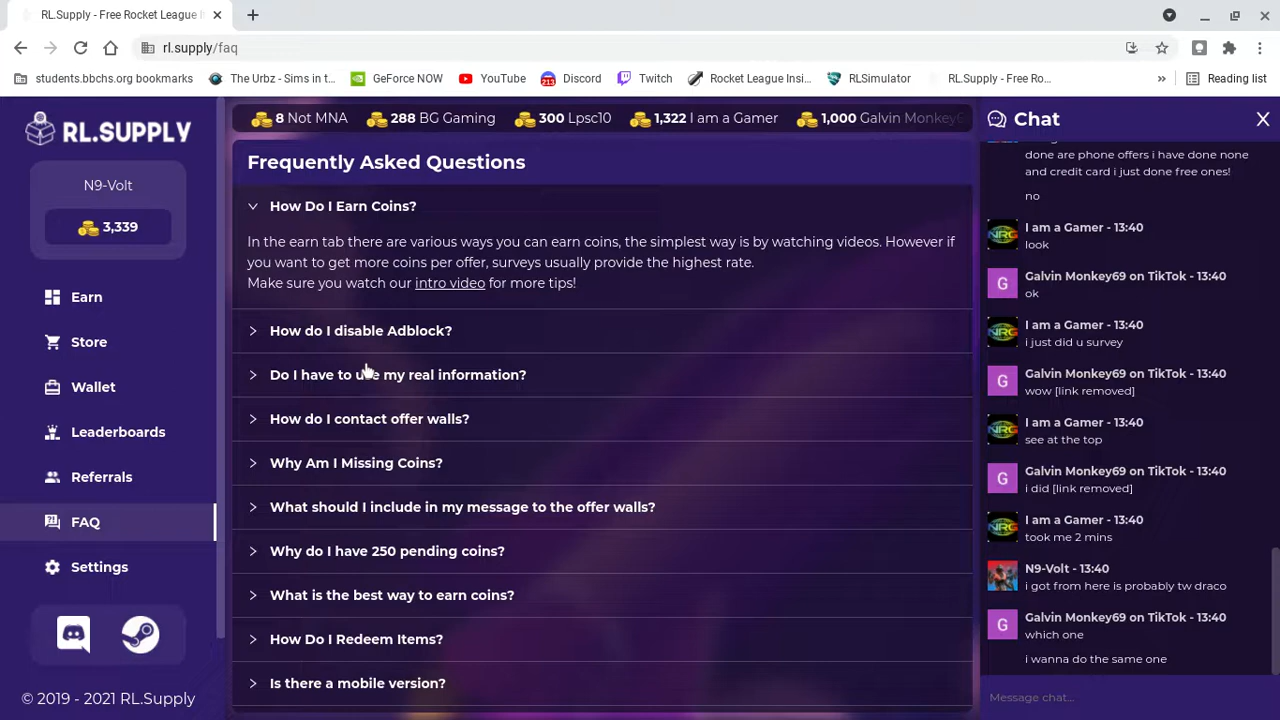 RL.Supply - Free Rocket League I
rl.supply/faq
students.bbchs.org bookmarks
The Urbz - Sims in t...
GeForce NOW
YouTube
213
Discord
Twitch
Rocket League Insi...
RLSimulator
RL.Supply - Free Ro...
»
Reading list
RL.SUPPLY
N9-Volt
3,339
Earn
Store
Wallet
Leaderboards
Referrals
FAQ
Settings
© 2019 - 2021 RL.Supply
8 Not MNA
288 BG Gaming
300 Lpsc10
1,322 I am a Gamer
1,000 Galvin Monkey6
Frequently Asked Questions
How Do I Earn Coins?
In the earn tab there are various ways you can earn coins, the simplest way is by watching videos. However if
you want to get more coins per offer, surveys usually provide the highest rate.
Make sure you watch our intro video for more tips!
How do I disable Adblock?
Do I have to use my real information?
How do I contact offer walls?
Why Am I Missing Coins?
What should I include in my message to the offer walls?
Why do I have 250 pending coins?
What is the best way to earn coins?
How Do I Redeem Items?
Is there a mobile version?
Chat
done are phone offers i have done none
and credit card i just done free ones!
no
NRG
I am a Gamer - 13:40
look
G
Galvin Monkey69 on TikTok - 13:40
ok
NRG
I am a Gamer - 13:40
i just did u survey
G
Galvin Monkey69 on TikTok - 13:40
wow [link removed]
NRG
I am a Gamer - 13:40
see at the top
G
Galvin Monkey69 on TikTok - 13:40
i did [link removed]
NRG
I am a Gamer - 13:40
took me 2 mins
N9-Volt - 13:40
i got from here is probably tw draco
G
Galvin Monkey69 on TikTok - 13:40
which one
i wanna do the same one
Message chat...